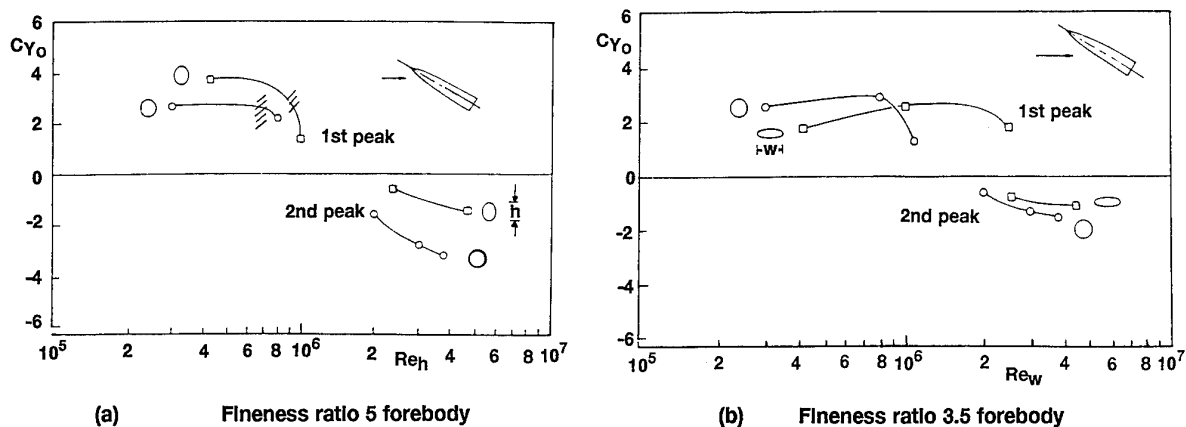 6
CYo
4
2
0
-2
-4
-6
1st peak
2nd peak
h
10^5 2 4 6 8 10^6 2 4 6 8 10^7
Reh
(a) Fineness ratio 5 forebody
6
CYo
4
2
0
-2
-4
-6
w
1st peak
2nd peak
10^5 2 4 6 8 10^6 2 4 6 8 10^7
Rew
(b) Fineness ratio 3.5 forebody